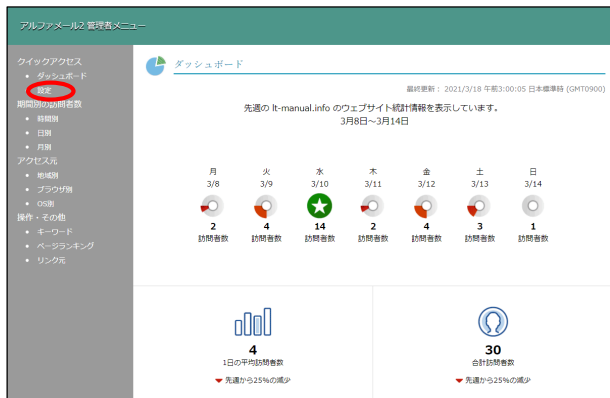 アルファメール2 管理者メニュー
クイックアクセス
ダッシュボード
設定
期間別の訪問者数
時間別
日別
月別
アクセス元
地域別
ブラウザ別
OS別
操作・その他
キーワード
ページランキング
リンク元
ダッシュボード
最終更新： 2021/3/18 午前3:00:05 日本標準時 (GMT0900)
先週の lt-manual.info のウェブサイト統計情報を表示しています。
3月8日～3月14日
月 火 水 木 金 土 日
3/8 3/9 3/10 3/11 3/12 3/13 3/14
2 4 14 2 4 3 1
訪問者数 訪問者数 訪問者数 訪問者数 訪問者数 訪問者数 訪問者数
4
1日の平均訪問者数
先週から25%の減少
30
合計訪問者数
先週から25%の減少